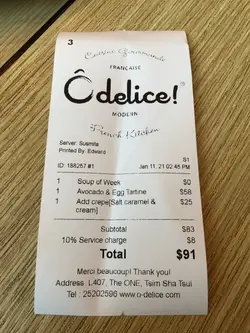 3
Cuisine Gourmande
FRANÇAISE
Ô delice!®
MODERN
French Kitchen
Server: Susmita
Printed By: Edward
S1
ID: 188267 #1 Jan 11, 21 02:45 PM
1 Soup of Week $0
1 Avocado & Egg Tartine $58
1 Add crepe[Salt caramel & $25
cream]
Subtotal $83
10% Service charge $8
Total $91
Merci beaucoup! Thank you!
Address L407, The ONE, Tsim Sha Tsui
Tel : 25202596 www.o-delice.com